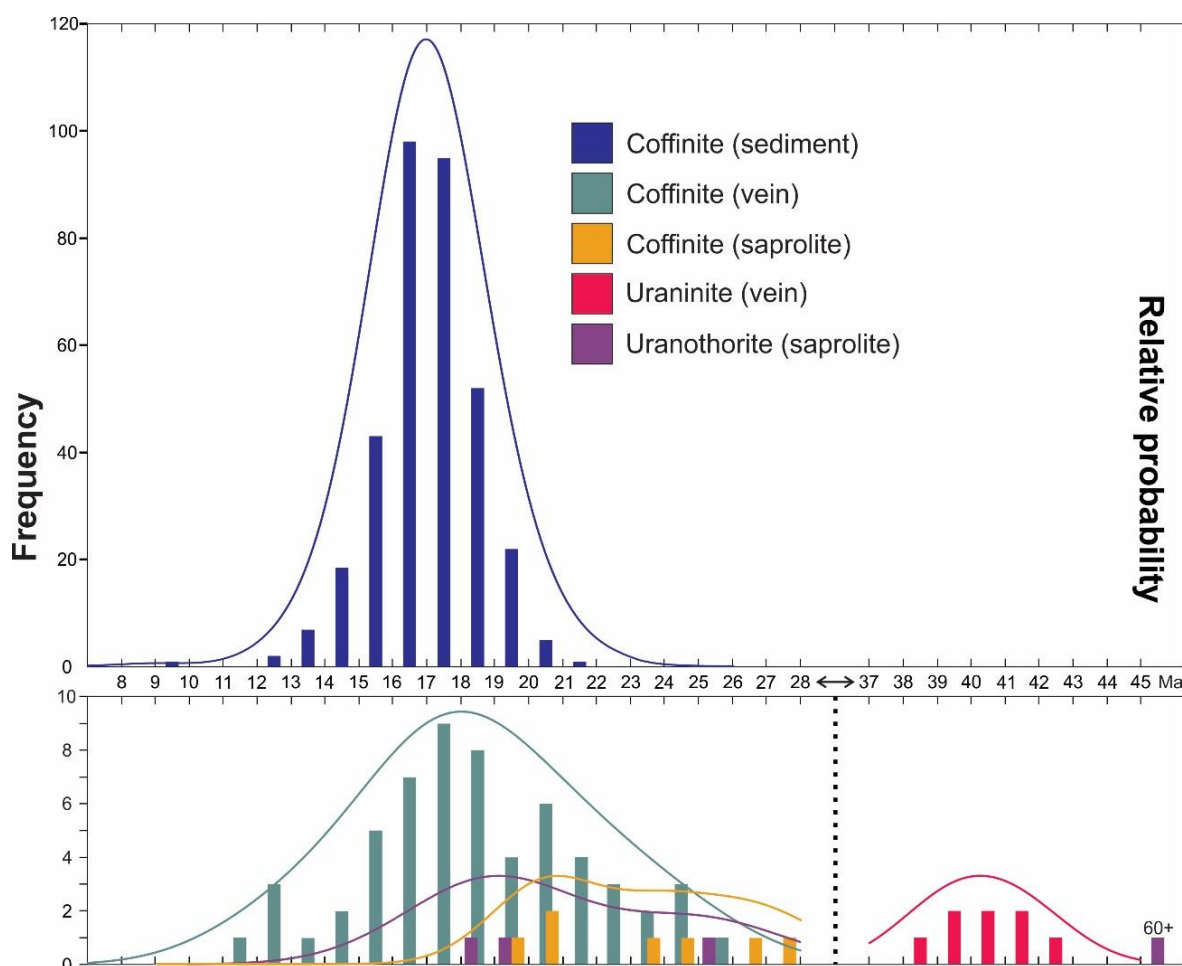 120
100
80
60
40
20
0
Frequency
Coffinite (sediment)
Coffinite (vein)
Coffinite (saprolite)
Uraninite (vein)
Uranothorite (saprolite)
Relative probability
8 9 10 11 12 13 14 15 16 17 18 19 20 21 22 23 24 25 26 27 28 37 38 39 40 41 42 43 44 45 Ma
10
8
6
4
2
0
60+